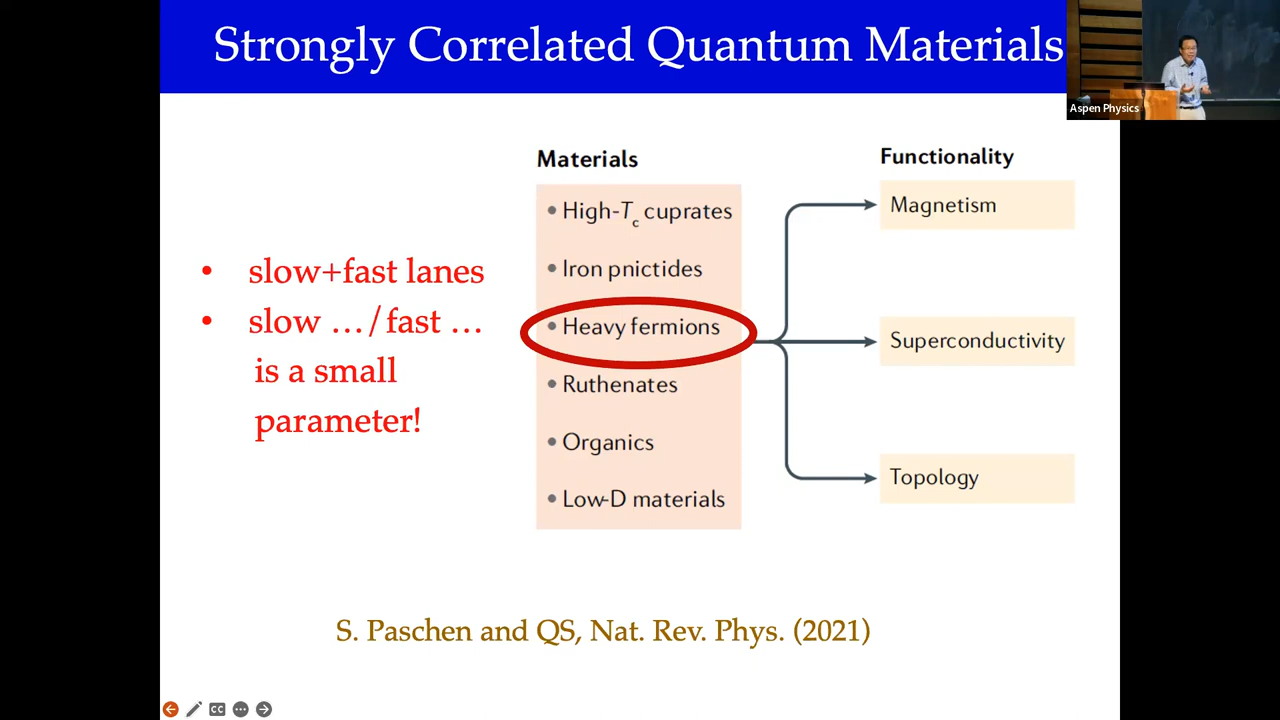 Strongly Correlated Quantum Materials
Aspen Physics
• slow+fast lanes
• slow …/fast …
is a small
parameter!
Materials
• High-Tc cuprates
• Iron pnictides
• Heavy fermions
• Ruthenates
• Organics
• Low-D materials
Functionality
Magnetism
Superconductivity
Topology
S. Paschen and QS, Nat. Rev. Phys. (2021)
CC